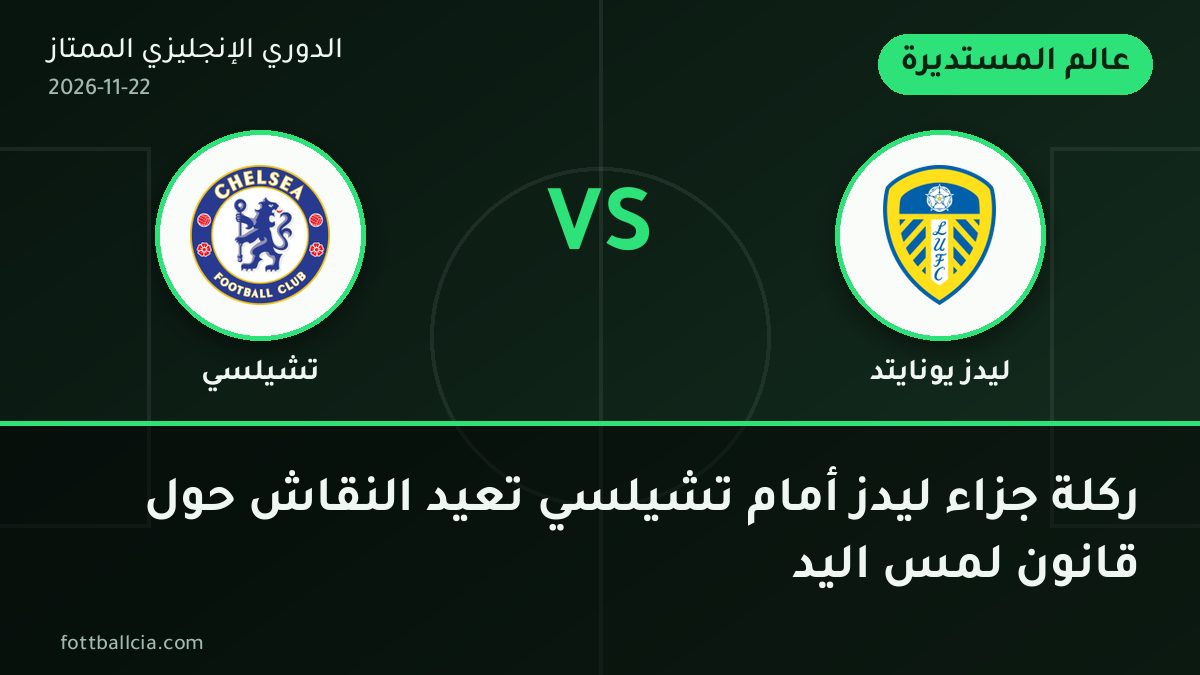 عالم المستديرة
الدوري الإنجليزي الممتاز
2026-11-22
CHELSEA
FOOTBALL CLUB
VS
LUFC
ليدز يونايتد
تشيلسي
ركلة جزاء ليدز أمام تشيلسي تعيد النقاش حول
قانون لمس اليد
fottballcia.com